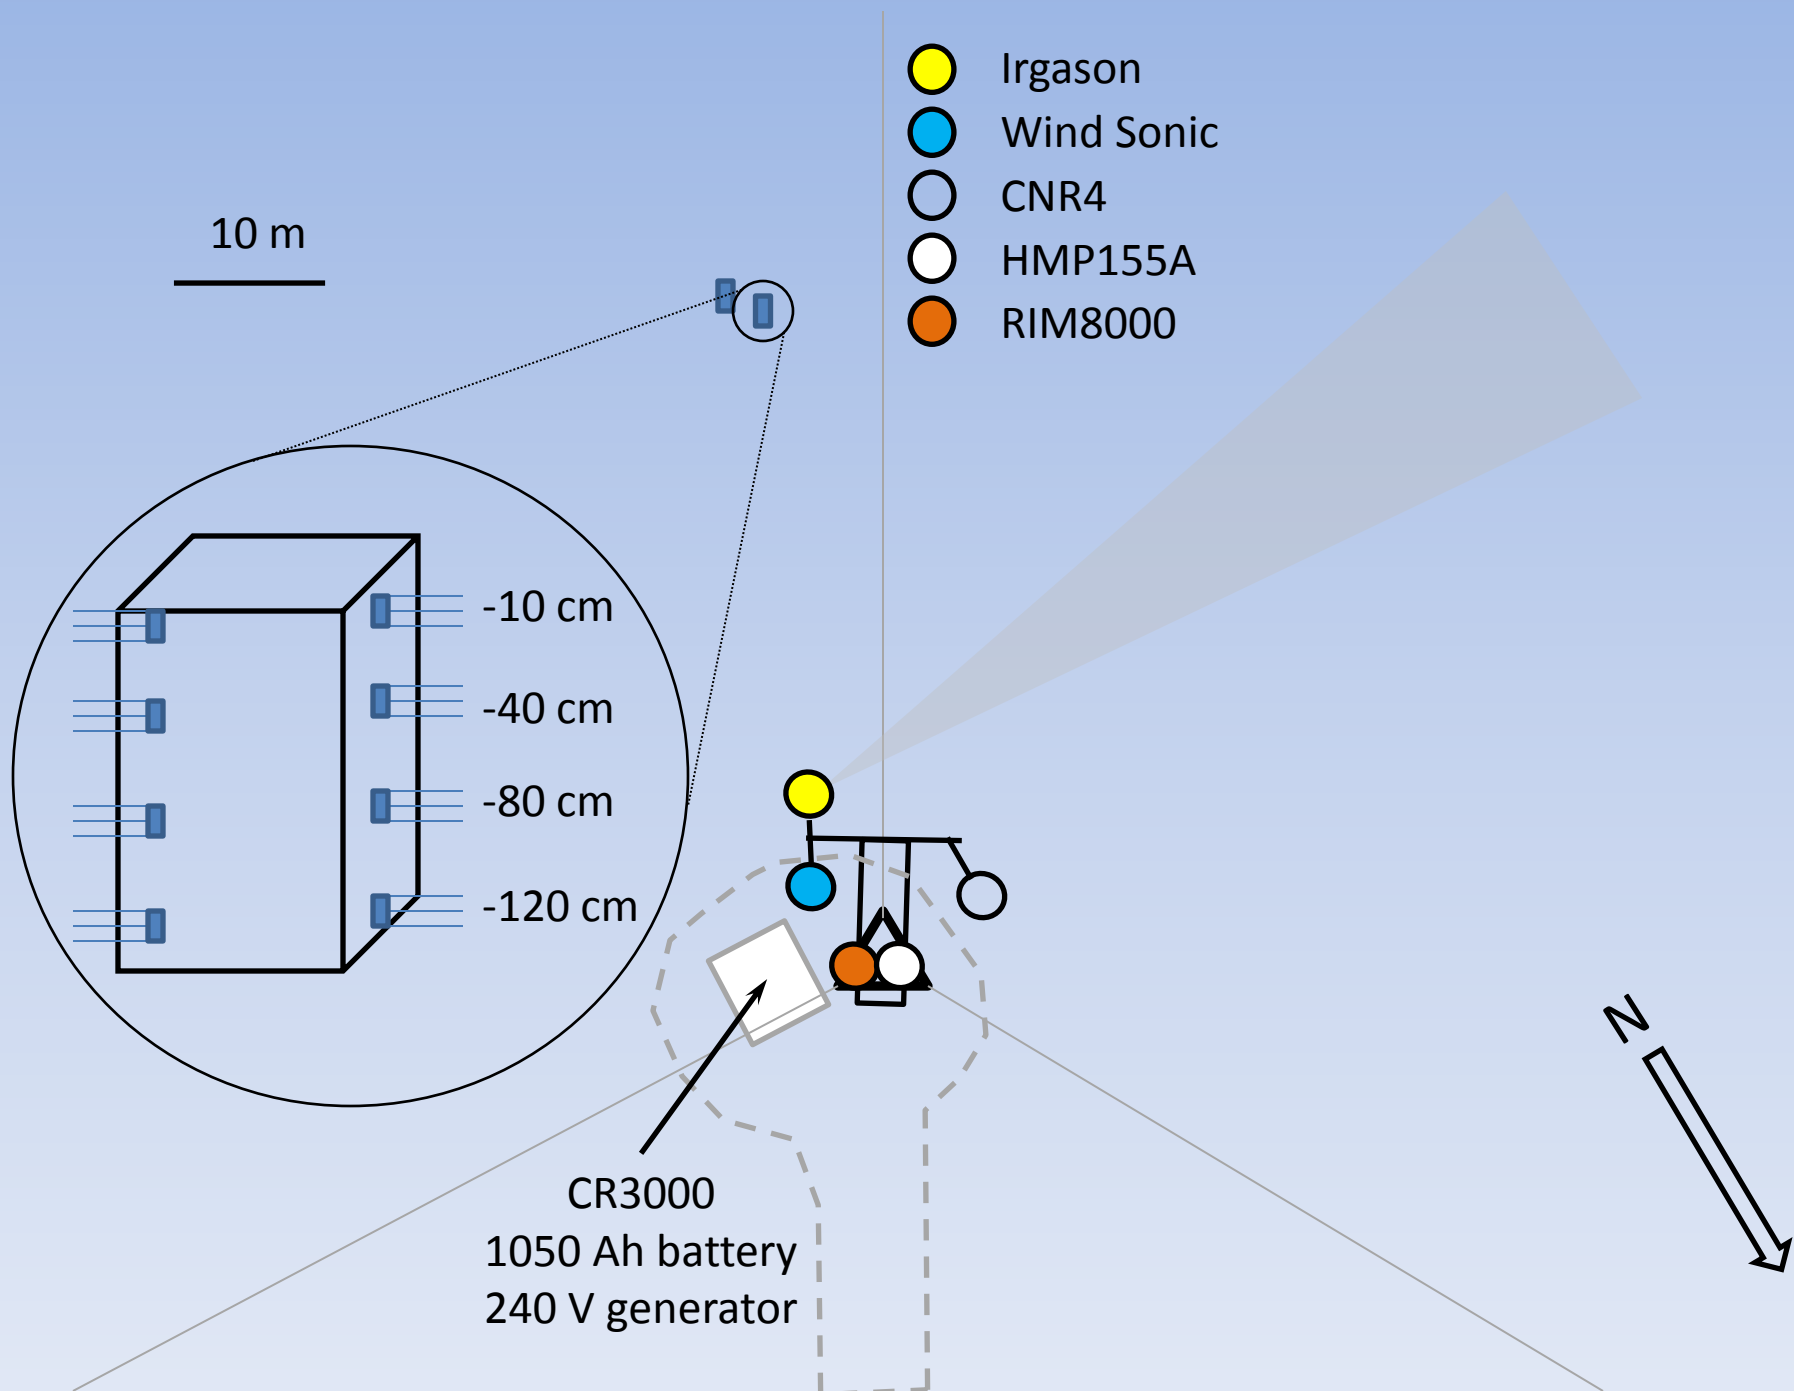 Irgason
Wind Sonic
CNR4
HMP155A
RIM8000
10 m
-10 cm
-40 cm
-80 cm
-120 cm
N
CR3000
1050 Ah battery
240 V generator